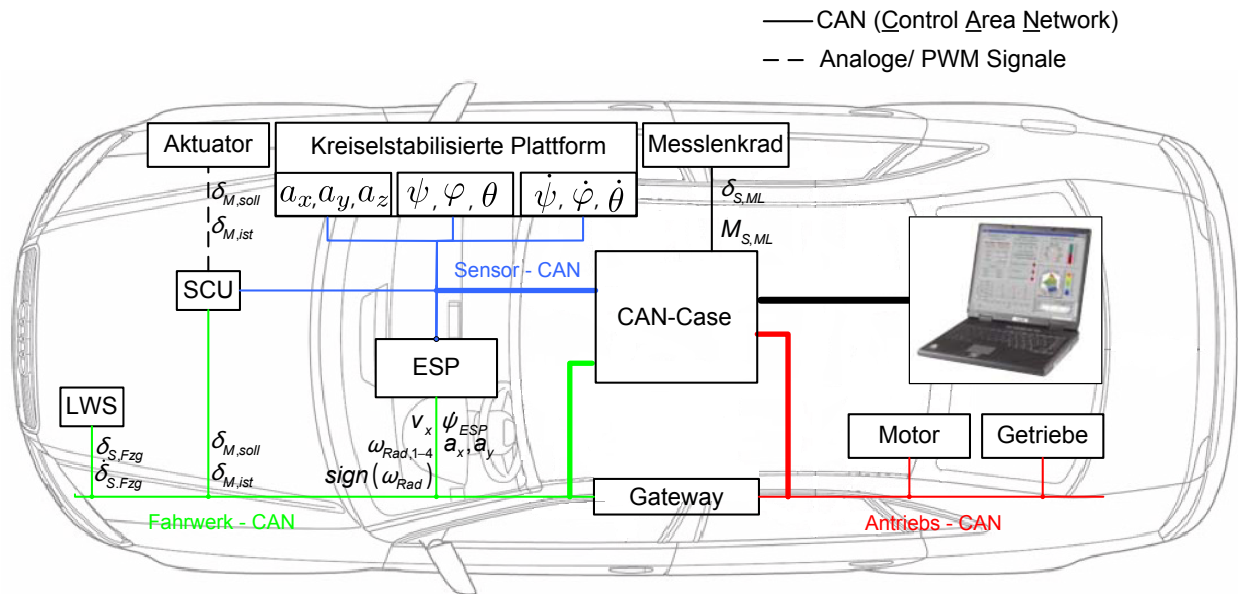 CAN (Control Area Network)
Analoge/ PWM Signale
Aktuator
Kreiselstabilisierte Plattform
Messlenkrad
a_x,a_y,a_z
ψ, φ, θ
ψ̇, φ̇, θ̇
δ_M,soll
δ_M,ist
δ_S,ML
M_S,ML
Sensor - CAN
SCU
CAN-Case
ESP
LWS
δ_S,Fzg
δ̇_S,Fzg
δ_M,soll
δ_M,ist
v_x ψ_ESP
ω_Rad,1–4 a_x,a_y
sign(ω_Rad)
Motor
Getriebe
Gateway
Fahrwerk - CAN
Antriebs - CAN